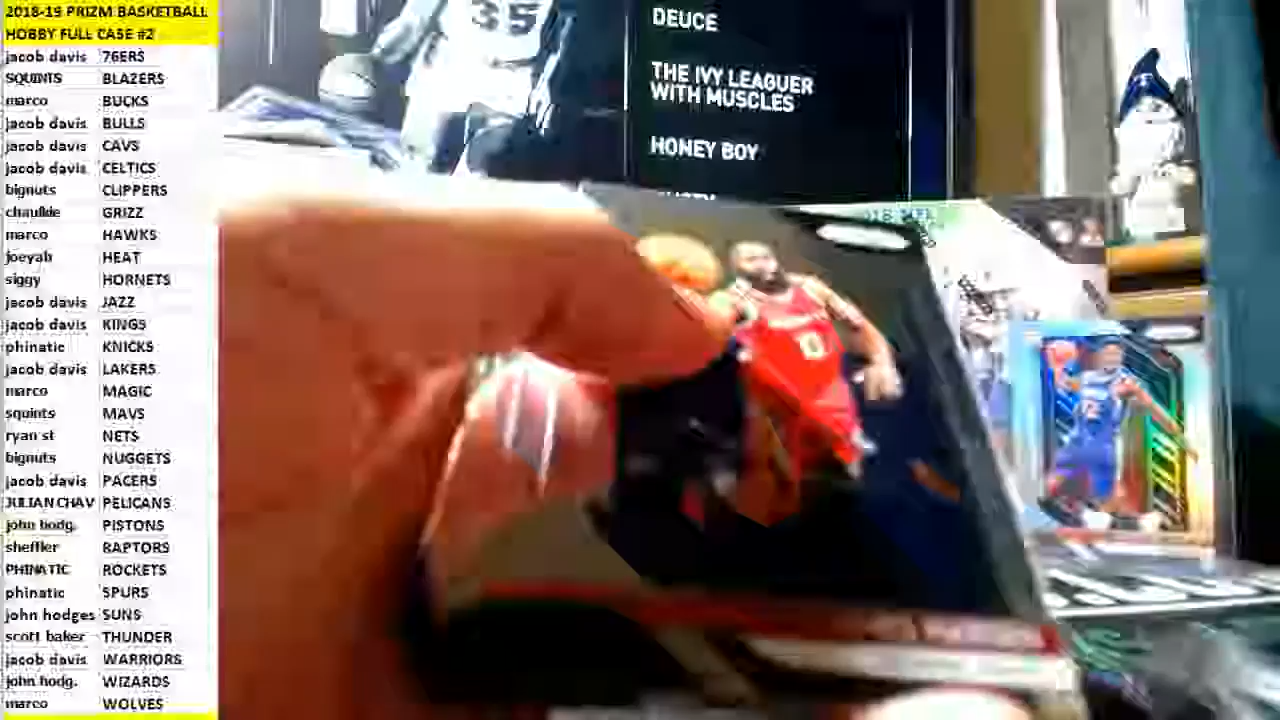 2018-19 PRIZM BASKETBALL
HOBBY FULL CASE #2
jacob davis 76ERS
SQUINTS BLAZERS
marco BUCKS
jacob davis BULLS
jacob davis CAVS
jacob davis CELTICS
bignuts CLIPPERS
chaulkie GRIZZ
marco HAWKS
joeyah HEAT
siggy HORNETS
jacob davis JAZZ
jacob davis KINGS
phinatic KNICKS
jacob davis LAKERS
marco MAGIC
squints MAVS
ryan st NETS
bignuts NUGGETS
jacob davis PACERS
JULIAN CHAV PELICANS
john hodg. PISTONS
sheffler RAPTORS
PHINATIC ROCKETS
phinatic SPURS
john hodges SUNS
scott baker THUNDER
jacob davis WARRIORS
john hodg. WIZARDS
marco WOLVES
35
DEUCE
THE IVY LEAGUER
WITH MUSCLES
HONEY BOY